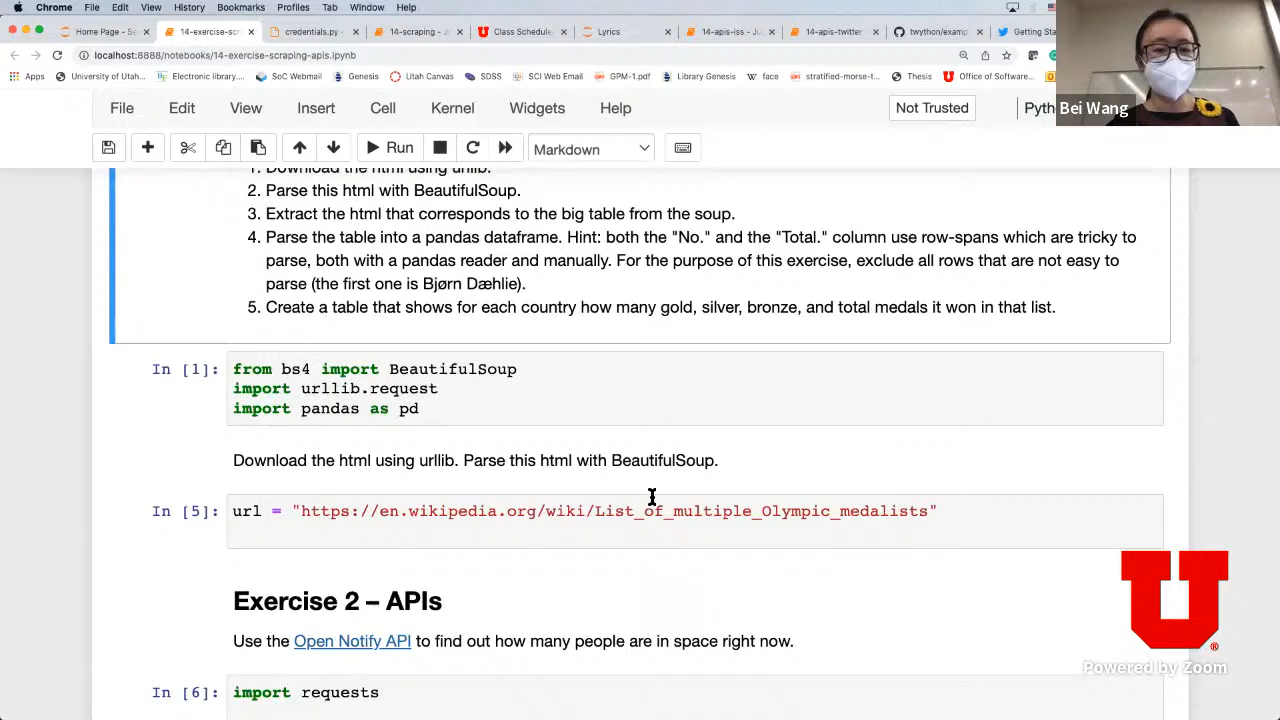 Chrome File Edit View History Bookmarks Profiles Tab Window Help
Home Page - Se 14-exercise-scr credentials.py - 14-scraping - J Class Schedule Lyrics 14-apis-iss - Jo 14-apis-twitter twython/examp Getting Sta
localhost:8888/notebooks/14-exercise-scraping-apis.ipynb
Apps University of Utah... Electronic library... SoC Webmail Genesis Utah Canvas SDSS SCI Web Email GPM-1.pdf Library Genesis face stratified-morse-t... Thesis Office of Software...
Bei Wang
File Edit View Insert Cell Kernel Widgets Help Not Trusted Pyth
Run Markdown
1. Download the html using urllib.
2. Parse this html with BeautifulSoup.
3. Extract the html that corresponds to the big table from the soup.
4. Parse the table into a pandas dataframe. Hint: both the "No." and the "Total." column use row-spans which are tricky to
parse, both with a pandas reader and manually. For the purpose of this exercise, exclude all rows that are not easy to
parse (the first one is Bjørn Dæhlie).
5. Create a table that shows for each country how many gold, silver, bronze, and total medals it won in that list.
In [1]: from bs4 import BeautifulSoup
import urllib.request
import pandas as pd
Download the html using urllib. Parse this html with BeautifulSoup.
In [5]: url = "https://en.wikipedia.org/wiki/List_of_multiple_Olympic_medalists"
Exercise 2 – APIs
Use the Open Notify API to find out how many people are in space right now.
In [6]: import requests
U
Powered by Zoom